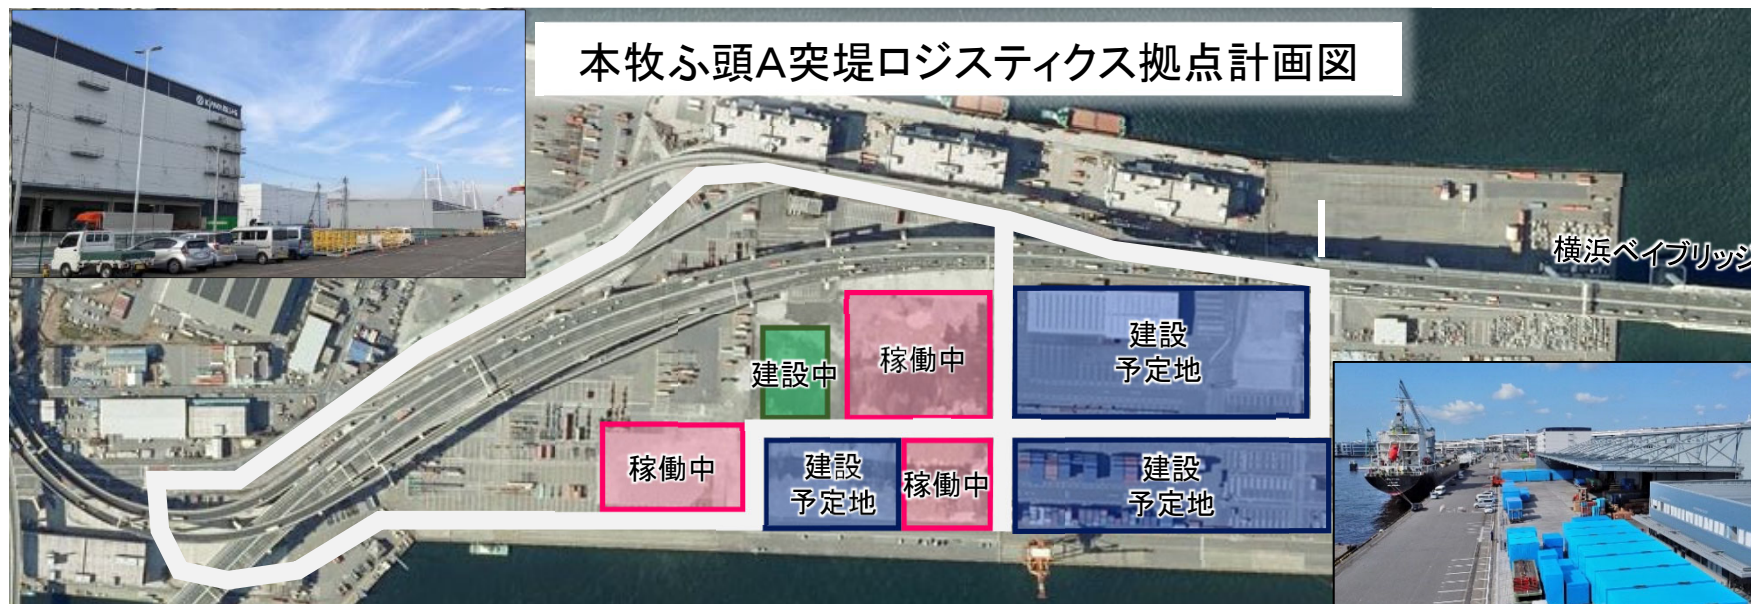 本牧ふ頭A突堤ロジスティクス拠点計画図
横浜ベイブリッジ
建設
予定地
稼働中
建設中
稼働中
建設
予定地
稼働中
建設
予定地